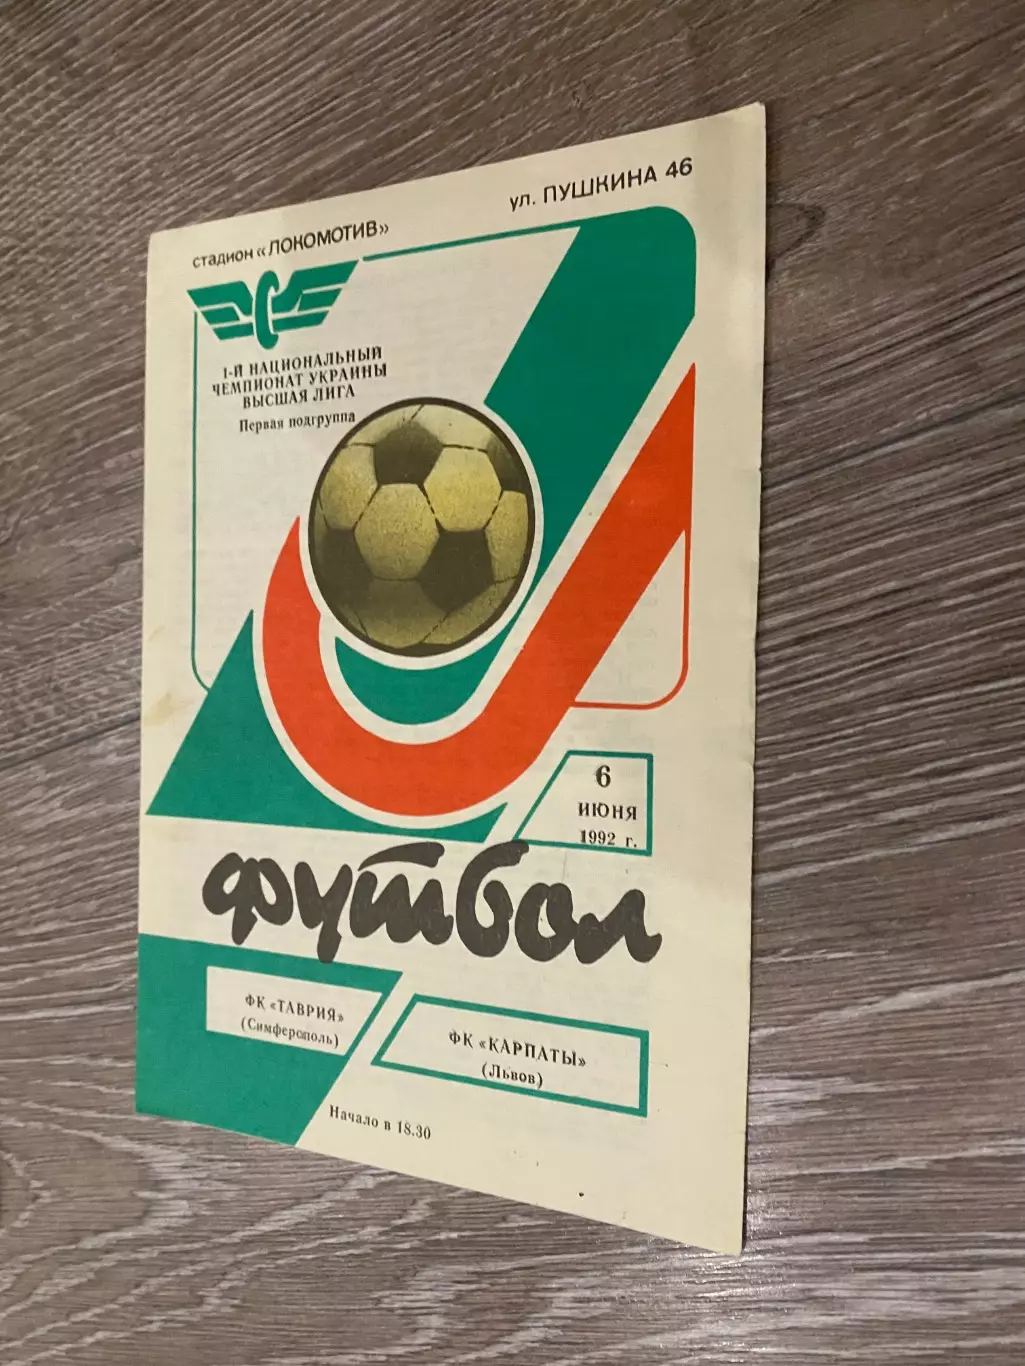 стадион «ЛОКОМОТИВ»
ул. ПУШКИНА 46
1-Й НАЦИОНАЛЬНЫЙ
ЧЕМПИОНАТ УКРАИНЫ
ВЫСШАЯ ЛИГА
Первая подгруппа
6
ИЮНЯ
1992 г.
футбол
ФК «ТАВРИЯ»
(Симферополь)
ФК «КАРПАТЫ»
(Львов)
Начало в 18.30